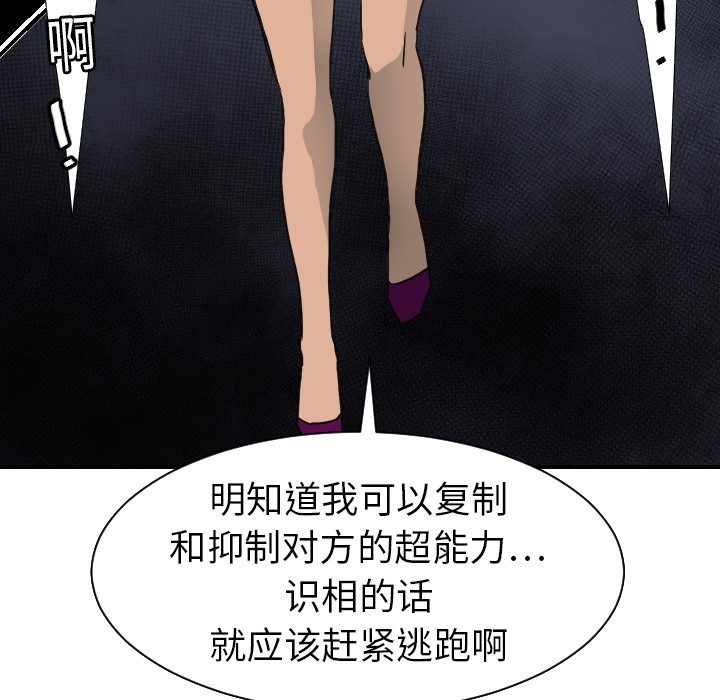 啊
！
明知道我可以复制
和抑制对方的超能力...
识相的话
就应该赶紧逃跑啊